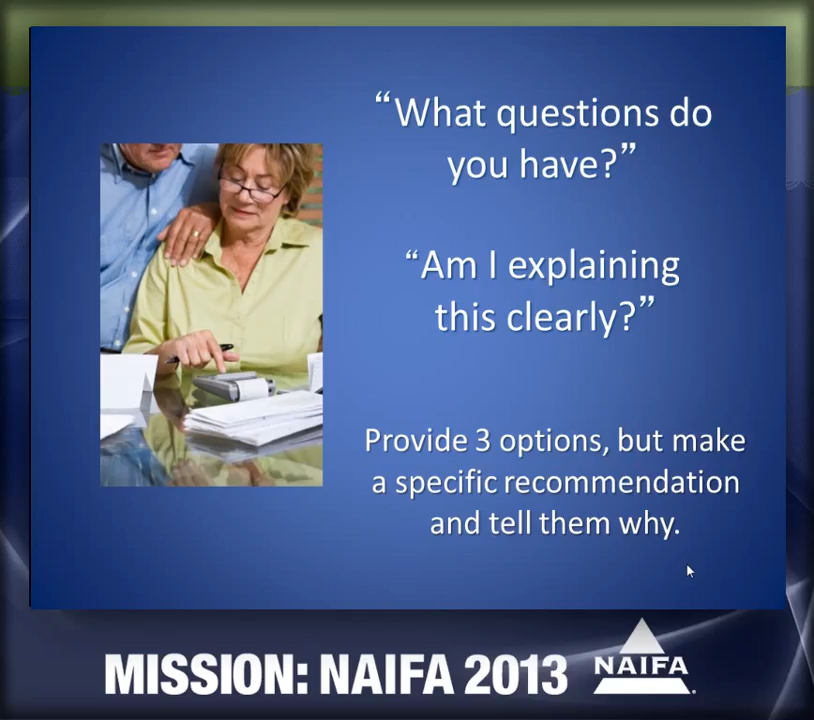 “What questions do
you have?”
“Am I explaining
this clearly?”
Provide 3 options, but make
a specific recommendation
and tell them why.
MISSION: NAIFA 2013
NAIFA